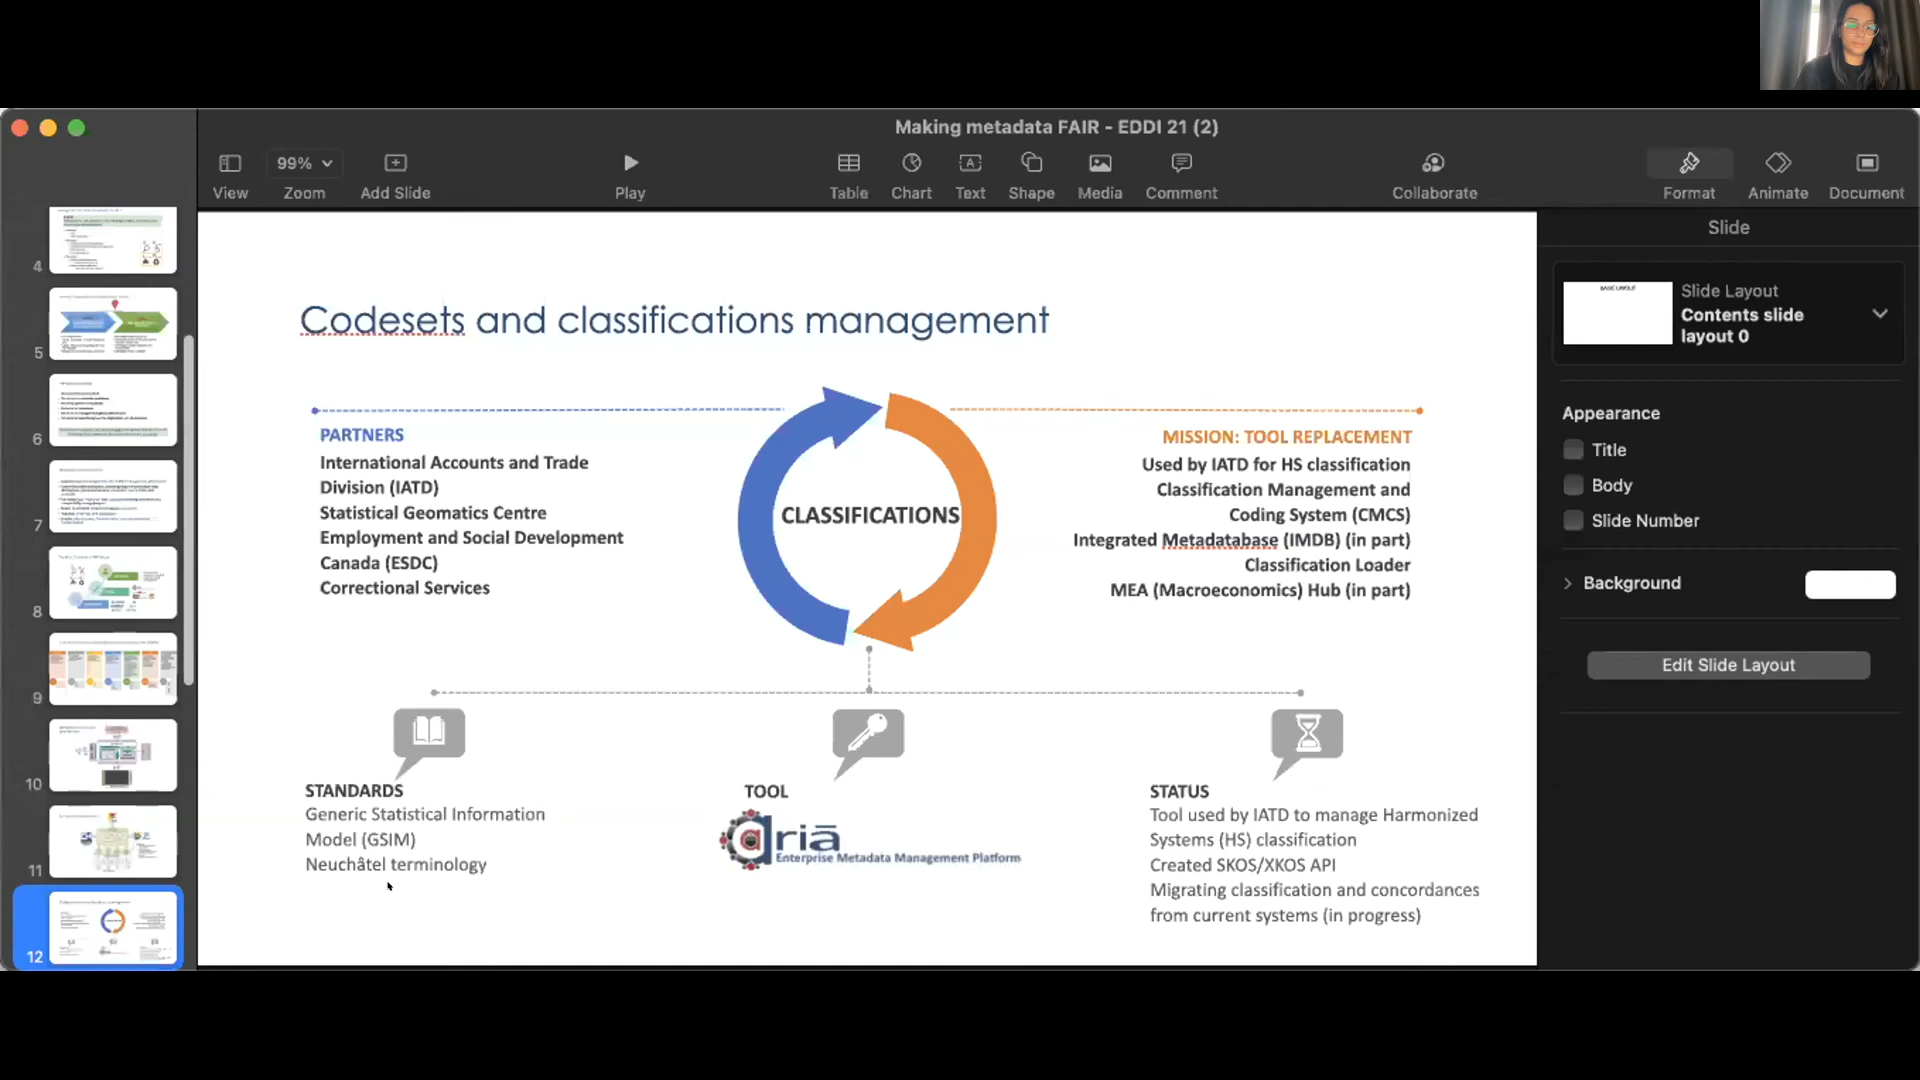 Making metadata FAIR - EDDI 21 (2)
99%
View
Zoom
Add Slide
Play
Table
Chart
Text
Shape
Media
Comment
Collaborate
Format
Animate
Document
4
5
6
7
8
9
10
11
12
Codesets and classifications management
PARTNERS
International Accounts and Trade
Division (IATD)
Statistical Geomatics Centre
Employment and Social Development
Canada (ESDC)
Correctional Services
CLASSIFICATIONS
MISSION: TOOL REPLACEMENT
Used by IATD for HS classification
Classification Management and
Coding System (CMCS)
Integrated Metadatabase (IMDB) (in part)
Classification Loader
MEA (Macroeconomics) Hub (in part)
STANDARDS
Generic Statistical Information
Model (GSIM)
Neuchâtel terminology
TOOL
ariā
Enterprise Metadata Management Platform
STATUS
Tool used by IATD to manage Harmonized
Systems (HS) classification
Created SKOS/XKOS API
Migrating classification and concordances
from current systems (in progress)
Slide
BASIC LAYOUT
Slide Layout
Contents slide
layout 0
Appearance
Title
Body
Slide Number
Background
Edit Slide Layout